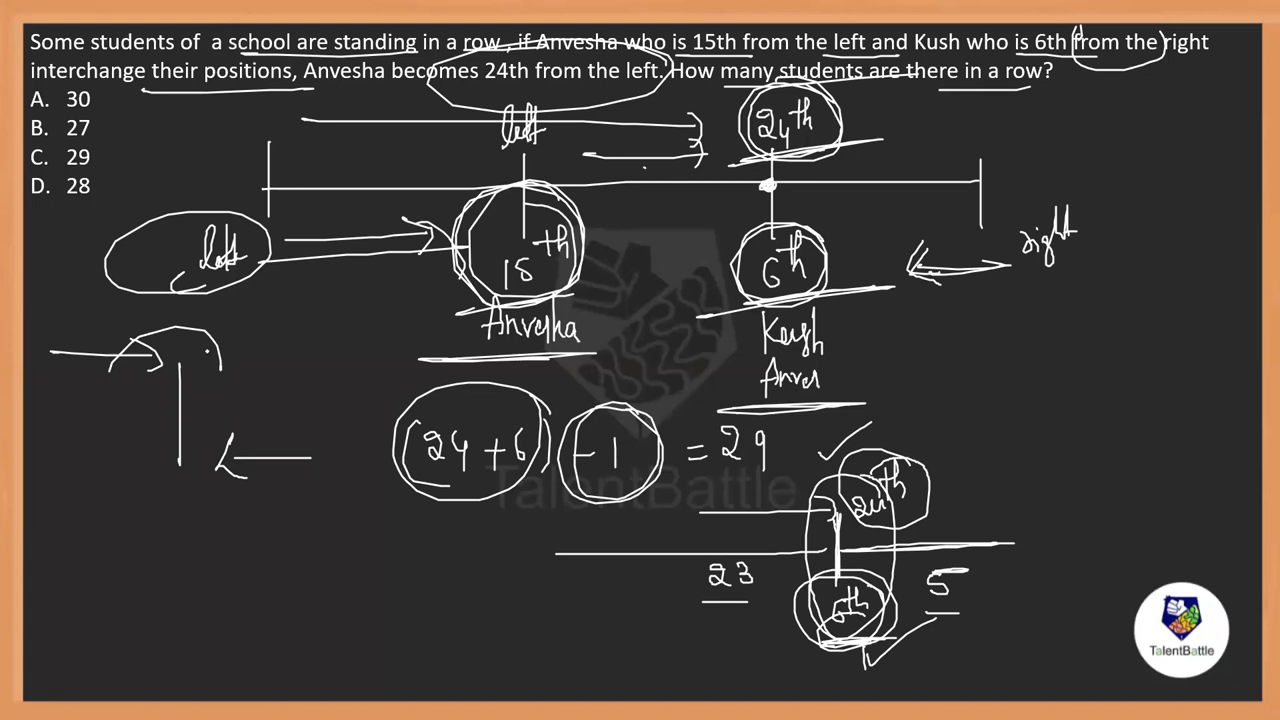 Some students of a school are standing in a row , if Anvesha who is 15th from the left and Kush who is 6th from the right
interchange their positions, Anvesha becomes 24th from the left. How many students are there in a row?
A. 30
B. 27
C. 29
D. 28
left
24th
left
15th
6th
right
Anvesha
Kush
(24+6) -1 = 29
TalentBattle
24th
23
5
6th
TalentBattle